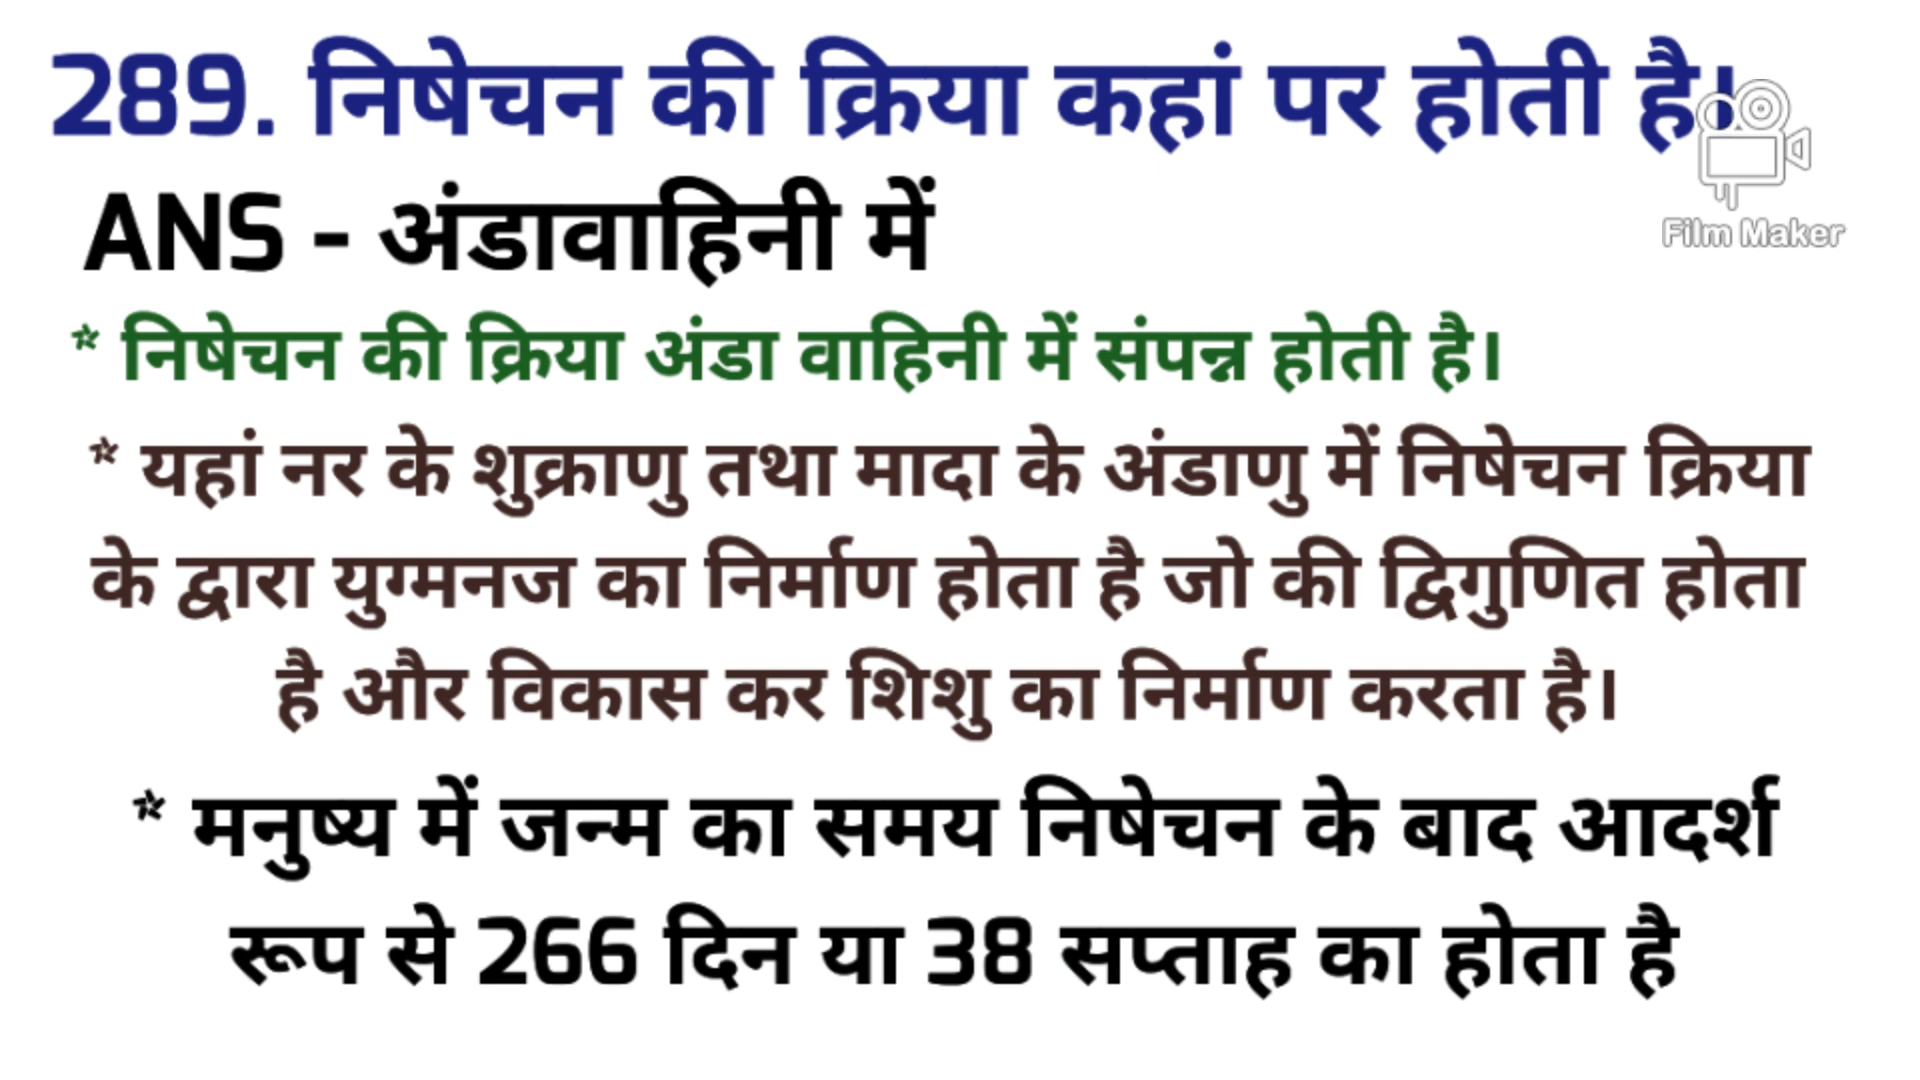 289. निषेचन की क्रिया कहां पर होती है।
Film Maker
ANS - अंडावाहिनी में
* निषेचन की क्रिया अंडा वाहिनी में संपन्न होती है।
* यहां नर के शुक्राणु तथा मादा के अंडाणु में निषेचन क्रिया
के द्वारा युग्मनज का निर्माण होता है जो की द्विगुणित होता
है और विकास कर शिशु का निर्माण करता है।
* मनुष्य में जन्म का समय निषेचन के बाद आदर्श
रूप से 266 दिन या 38 सप्ताह का होता है